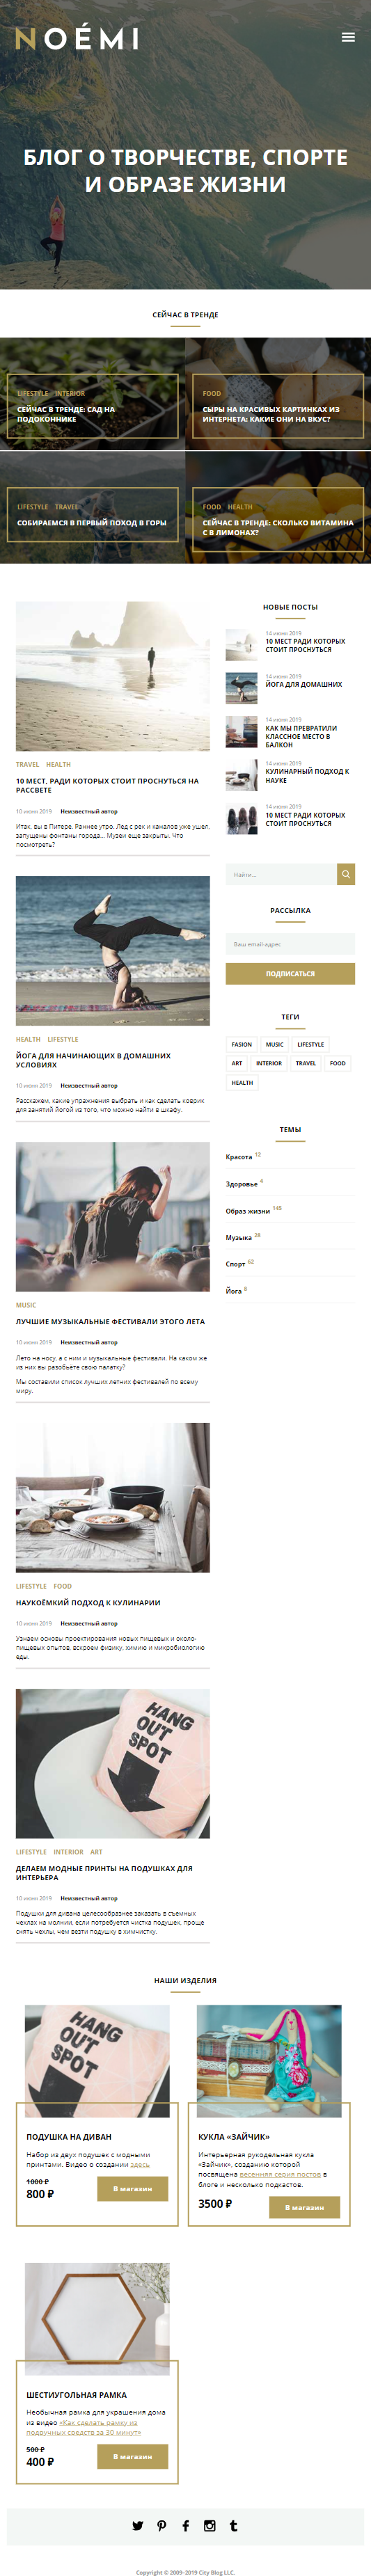 NOÉMI
БЛОГ О ТВОРЧЕСТВЕ, СПОРТЕ
И ОБРАЗЕ ЖИЗНИ
СЕЙЧАС В ТРЕНДЕ
LIFESTYLE INTERIOR
СЕЙЧАС В ТРЕНДЕ: САД НА
ПОДОКОННИКЕ
FOOD
СЫРЫ НА КРАСИВЫХ КАРТИНКАХ ИЗ
ИНТЕРНЕТА: КАКИЕ ОНИ НА ВКУС?
LIFESTYLE TRAVEL
СОБИРАЕМСЯ В ПЕРВЫЙ ПОХОД В ГОРЫ
FOOD HEALTH
СЕЙЧАС В ТРЕНДЕ: СКОЛЬКО ВИТАМИНА
С В ЛИМОНАХ?
TRAVEL HEALTH
10 МЕСТ, РАДИ КОТОРЫХ СТОИТ ПРОСНУТЬСЯ НА
РАССВЕТЕ
10 июня 2019 Неизвестный автор
Итак, вы в Питере. Раннее утро. Лёд с рек и каналов уже ушел,
запущены фонтаны города... Музеи еще закрыты. Что
посмотреть?
HEALTH LIFESTYLE
ЙОГА ДЛЯ НАЧИНАЮЩИХ В ДОМАШНИХ
УСЛОВИЯХ
10 июня 2019 Неизвестный автор
Расскажем, какие упражнения выбрать и как сделать коврик
для занятий йогой из того, что можно найти в шкафу.
MUSIC
ЛУЧШИЕ МУЗЫКАЛЬНЫЕ ФЕСТИВАЛИ ЭТОГО ЛЕТА
10 июня 2019 Неизвестный автор
Лето на носу, а с ним и музыкальные фестивали. На каком же
из них вы разобьёте свою палатку?
Мы составили список лучших летних фестивалей по всему
миру.
LIFESTYLE FOOD
НАУКОЁМКИЙ ПОДХОД К КУЛИНАРИИ
10 июня 2019 Неизвестный автор
Узнаем основы проектирования новых пищевых и около-
пищевых опытов, вскроем физику, химию и микробиологию
еды.
HANG
OUT
SPOT
LIFESTYLE INTERIOR ART
ДЕЛАЕМ МОДНЫЕ ПРИНТЫ НА ПОДУШКАХ ДЛЯ
ИНТЕРЬЕРА
10 июня 2019 Неизвестный автор
Подушки для дивана целесообразнее заказать в съемных
чехлах на молнии, если потребуется чистка подушек, проще
снять чехлы, чем везти подушку в химчистку.
НОВЫЕ ПОСТЫ
14 июня 2019
10 МЕСТ РАДИ КОТОРЫХ
СТОИТ ПРОСНУТЬСЯ
14 июня 2019
ЙОГА ДЛЯ ДОМАШНИХ
14 июня 2019
КАК МЫ ПРЕВРАТИЛИ
КЛАССНОЕ МЕСТО В
БАЛКОН
14 июня 2019
КУЛИНАРНЫЙ ПОДХОД К
НАУКЕ
14 июня 2019
10 МЕСТ РАДИ КОТОРЫХ
СТОИТ ПРОСНУТЬСЯ
Найти...
РАССЫЛКА
Ваш email-адрес
ПОДПИСАТЬСЯ
ТЕГИ
FASION MUSIC LIFESTYLE
ART INTERIOR TRAVEL FOOD
HEALTH
ТЕМЫ
Красота 12
Здоровье 4
Образ жизни 145
Музыка 28
Спорт 62
Йога 8
НАШИ ИЗДЕЛИЯ
HANG
OUT
SPOT
ПОДУШКА НА ДИВАН
Набор из двух подушек с модными
принтами. Видео о создании здесь
1000 ₽
800 ₽
В магазин
КУКЛА «ЗАЙЧИК»
Интерьерная рукодельная кукла
«Зайчик», созданию которой
посвящена весенняя серия постов в
блоге и несколько подкастов.
3500 ₽
В магазин
ШЕСТИУГОЛЬНАЯ РАМКА
Необычная рамка для украшения дома
из видео «Как сделать рамку из
подручных средств за 30 минут»
500 ₽
400 ₽
В магазин
Copyright © 2009–2019 City Blog LLC.